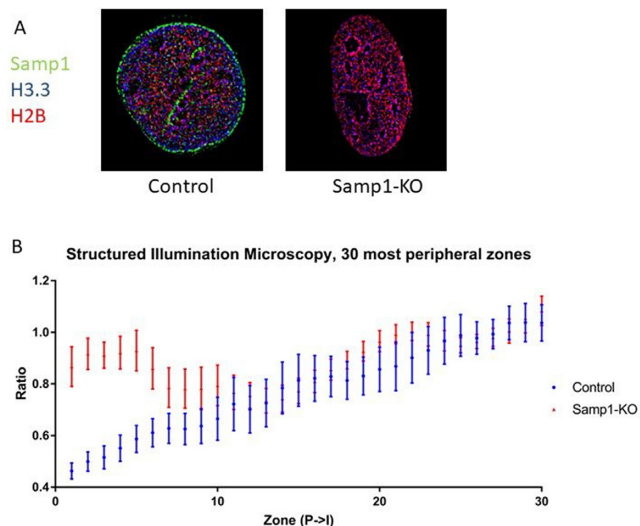 A
Samp1
H3.3
H2B
Control
Samp1-KO
B
Structured Illumination Microscopy, 30 most peripheral zones
1.2
1.0
0.8
0.6
0.4
Ratio
0
10
20
30
Zone (P->I)
Control
Samp1-KO